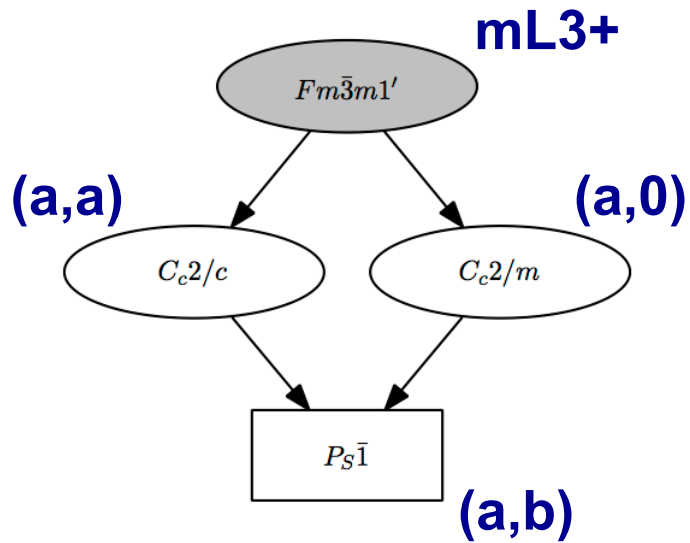 mL3+
Fm3̄m1′
(a,a)
(a,0)
C_c2/c
C_c2/m
P_S1̄
(a,b)